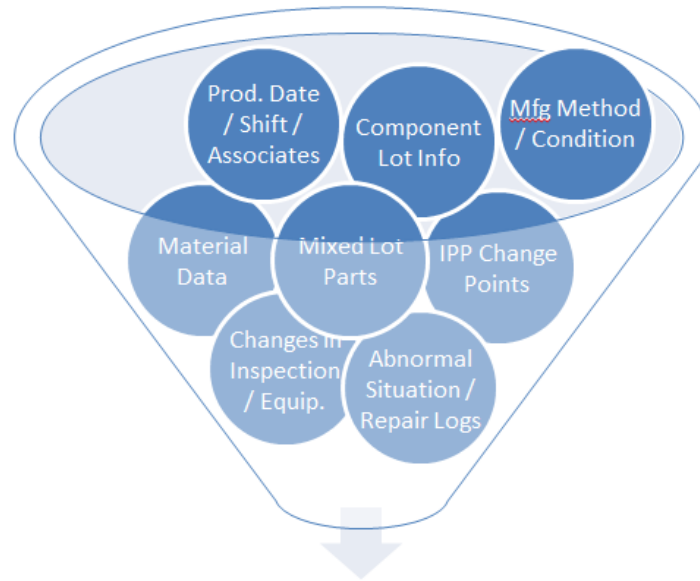 Prod. Date
/ Shift /
Associates
Component
Lot Info
Mfg Method
/ Condition
Material
Data
Mixed Lot
Parts
IPP Change
Points
Changes in
Inspection
/ Equip.
Abnormal
Situation /
Repair Logs